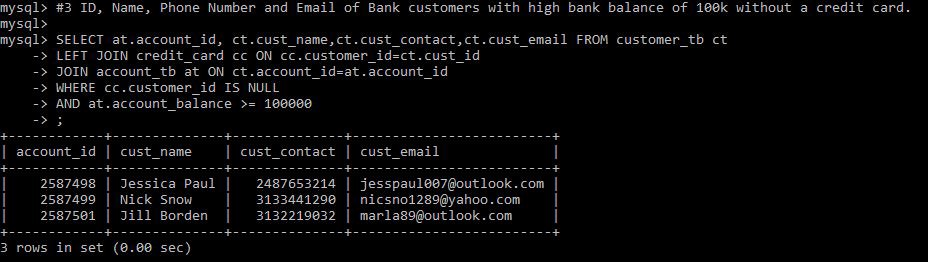 mysql> #3 ID, Name, Phone Number and Email of Bank customers with high bank balance of 100k without a credit card.
mysql>
mysql> SELECT at.account_id, ct.cust_name,ct.cust_contact,ct.cust_email FROM customer_tb ct
    -> LEFT JOIN credit_card cc ON cc.customer_id=ct.cust_id
    -> JOIN account_tb at ON ct.account_id=at.account_id
    -> WHERE cc.customer_id IS NULL
    -> AND at.account_balance >= 100000
    -> ;
+------------+--------------+--------------+-------------------------+
| account_id | cust_name    | cust_contact | cust_email              |
+------------+--------------+--------------+-------------------------+
|    2587498 | Jessica Paul |   2487653214 | jesspaul007@outlook.com |
|    2587499 | Nick Snow    |   3133441290 | nicsno1289@yahoo.com    |
|    2587501 | Jill Borden  |   3132219032 | marla89@outlook.com     |
+------------+--------------+--------------+-------------------------+
3 rows in set (0.00 sec)